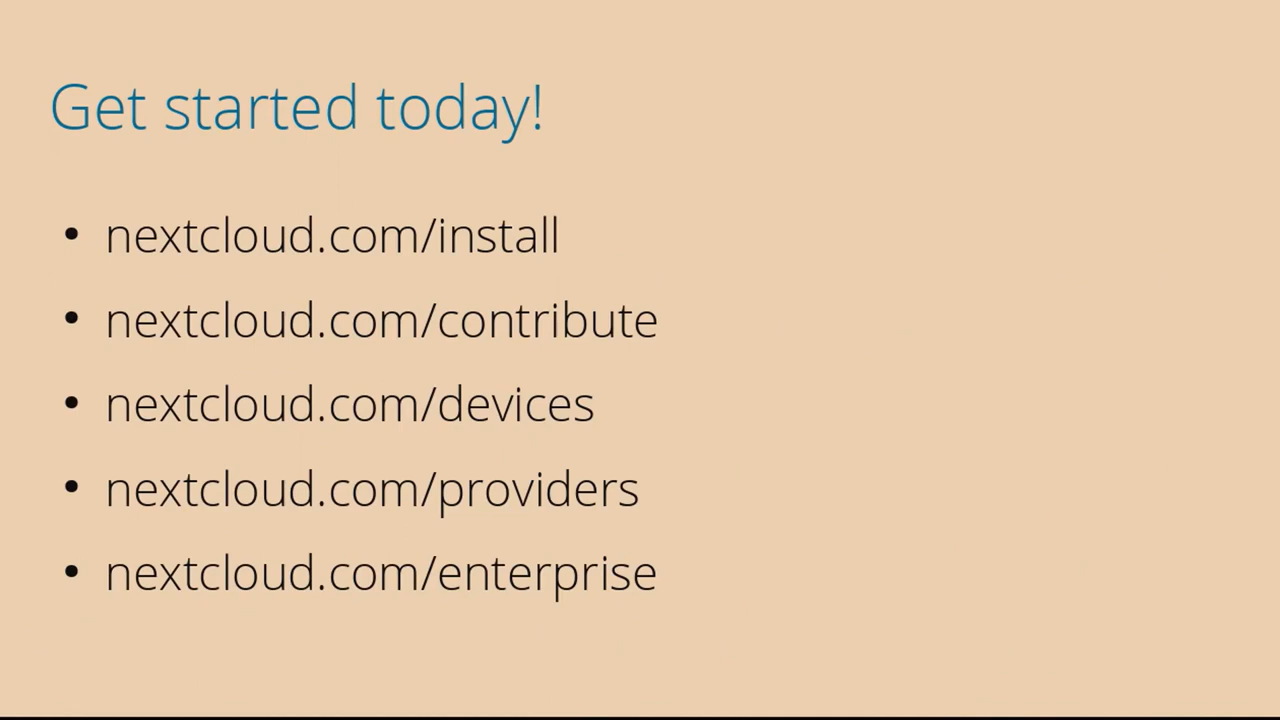 Get started today!
• nextcloud.com/install
• nextcloud.com/contribute
• nextcloud.com/devices
• nextcloud.com/providers
• nextcloud.com/enterprise